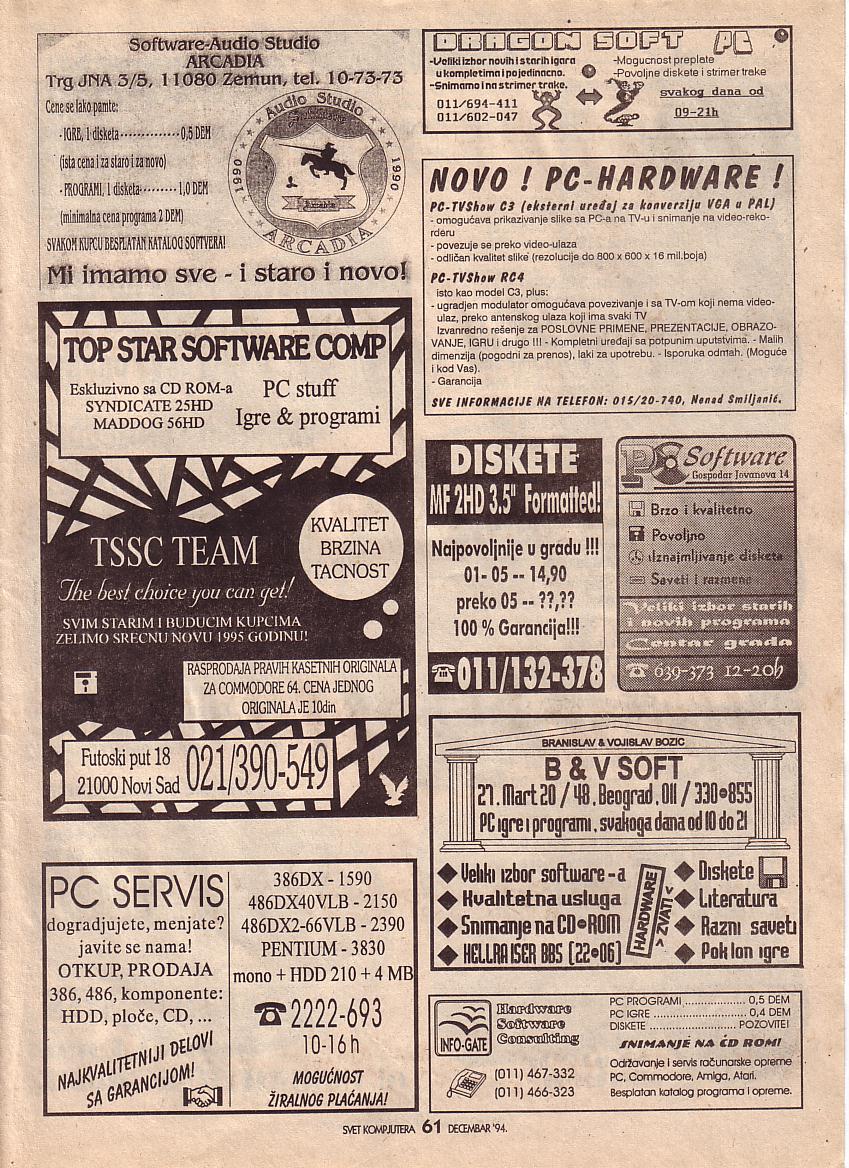 Software-Audio Studio
ARCADIA
Trg JNA 3/5, 11080 Zemun, tel. 10-73-73
Cene se lako pamte:
- IGRE, 1 disketa ............... 0,5 DEM
(ista cena i za staro i za novo)
- PROGRAMI, 1 disketa ......... 1,0 DEM
(minimalna cena programa 2 DEM)
SVAKOM KUPCU BESPLATAN KATALOG SOFTVERA!
Audio Studio
1990 1990
Arcadia
ARCADIA
Mi imamo sve - i staro i novo!
TOP STAR SOFTWARE COMP
Eskluzivno sa CD ROM-a
SYNDICATE 25HD
MADDOG 56HD
PC stuff
Igre & programi
TSSC TEAM
The best choice you can get!
KVALITET
BRZINA
TACNOST
SVIM STARIM I BUDUCIM KUPCIMA
ZELIMO SRECNU NOVU 1995 GODINU!
RASPRODAJA PRAVIH KASETNIH ORIGINALA
ZA COMMODORE 64. CENA JEDNOG
ORIGINALA JE 10din
Futoski put 18
21000 Novi Sad
021/390-549
PC SERVIS
dogradjujete, menjate?
javite se nama!
OTKUP, PRODAJA
386, 486, komponente:
HDD, ploče, CD, ...
NAJKVALITETNIJI DELOVI
SA GARANCIJOM!
386DX - 1590
486DX40VLB - 2150
486DX2-66VLB - 2390
PENTIUM - 3830
mono + HDD 210 + 4 MB
☎ 2222-693
10-16 h
MOGUĆNOST
ŽIRALNOG PLAĆANJA!
DRAGON SOFT PC
-Veliki izbor novih i starih igara
u kompletima i pojedinacno.
-Snimamo i na strimer trake.
011/694-411
011/602-047
-Mogucnost preplate
-Povoljne diskete i strimer trake
svakog dana od
09-21h
NOVO ! PC-HARDWARE !
PC-TVShow C3 (eksterni uređaj za konverziju VGA u PAL)
- omogućava prikazivanje slike sa PC-a na TV-u i snimanje na video-reko-
rderu
- povezuje se preko video-ulaza
- odličan kvalitet slike (rezolucije do 800 x 600 x 16 mil.boja)
PC-TVShow RC4
isto kao model C3, plus:
- ugradjen modulator omogućava povezivanje i sa TV-om koji nema video-
ulaz, preko antenskog ulaza koji ima svaki TV
Izvanredno rešenje za POSLOVNE PRIMENE, PREZENTACIJE, OBRAZO-
VANJE, IGRU i drugo !!! - Kompletni uređaji sa potpunim uputstvima. - Malih
dimenzija (pogodni za prenos), laki za upotrebu. - Isporuka odmah. (Moguće
i kod Vas).
- Garancija
SVE INFORMACIJE NA TELEFON: 015/20-740, Nenad Smiljanić.
DISKETE
MF 2HD 3.5" Formatted!
Najpovoljnije u gradu !!!
01- 05 -- 14,90
preko 05 -- ??,??
100 % Garancija!!!
☎011/132-378
PC Software
Gospodar Jovanova 14
Brzo i kvalitetno
Povoljno
Iznajmljivanje disketa
Saveti i razmena
Veliki izbor starih
i novih programa
Centar grada
☎ 639-373 12-20h
BRANISLAV & VOJISLAV BOZIC
B & V SOFT
27. Mart 20 / 48, Beograd, 011 / 330-855
PC igre i programi, svakoga dana od 10 do 21
◆ Veliki izbor software-a
◆ Kvalitetna usluga
◆ Snimanje na CD-ROM
◆ HELLRAISER BBS (22-06)
HARDWARE
> ZVATI <
◆ Diskete
◆ Literatura
◆ Razni saveti
◆ Poklon igre
INFO-GATE
Hardware
Software
Consulting
(011) 467-332
(011) 466-323
PC PROGRAMI .................. 0,5 DEM
PC IGRE .......................... 0,4 DEM
DISKETE ....................... POZOVITE!
SNIMANJE NA CD ROM!
Održavanje i servis računarske opreme
PC, Commodore, Amiga, Atari.
Besplatan katalog programa i opreme.
SVET KOMPJUTERA 61 DECEMBAR '94.